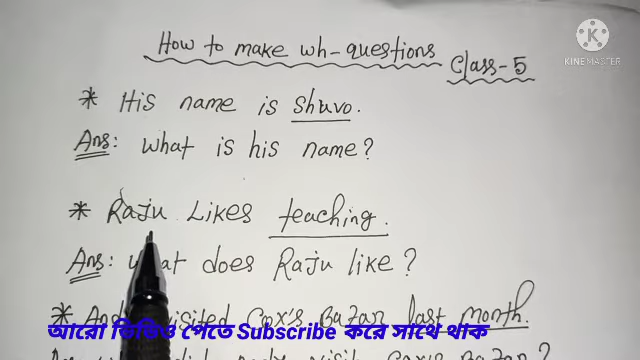 How to make wh-questions
Class-5
KINEMASTER
* His name is Shuvo.
Ans: What is his name?
* Raju Likes teaching.
Ans: What does Raju like?
* visited Cox's Bazar last month.
আরো ভিডিও পেতে Subscribe করে সাথে থাক